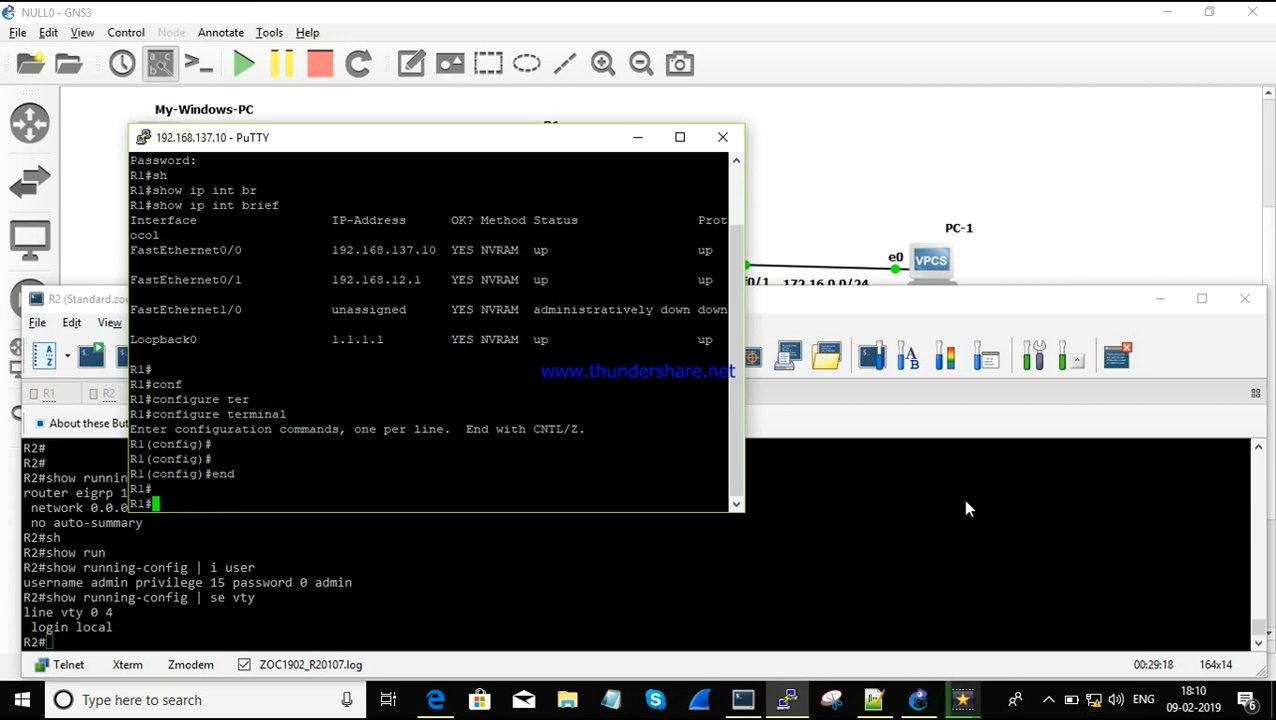 NULL0 - GNS3
File Edit View Control Node Annotate Tools Help
My-Windows-PC
192.168.137.10 - PuTTY
Password:
R1#sh
R1#show ip int br
R1#show ip int brief
Interface IP-Address OK? Method Status Prot
ocol
FastEthernet0/0 192.168.137.10 YES NVRAM up up
FastEthernet0/1 192.168.12.1 YES NVRAM up up
FastEthernet1/0 unassigned YES NVRAM administratively down down
Loopback0 1.1.1.1 YES NVRAM up up
R1#
R1#conf
R1#configure ter
R1#configure terminal
Enter configuration commands, one per line. End with CNTL/Z.
R1(config)#
R1(config)#
R1(config)#end
R1#
R1#
www.thundershare.net
PC-1
e0
VPCS
f0/1 172.16.0.0/24
R2 (Standard.zo
File Edit View
R1 R2
About these But
R2#
R2#
R2#show runnin
router eigrp 1
network 0.0.0
no auto-summary
R2#sh
R2#show run
R2#show running-config | i user
username admin privilege 15 password 0 admin
R2#show running-config | se vty
line vty 0 4
login local
R2#
Telnet Xterm Zmodem ZOC1902_R20107.log 00:29:18 164x14
Type here to search
ENG
18:10
09-02-2019
6